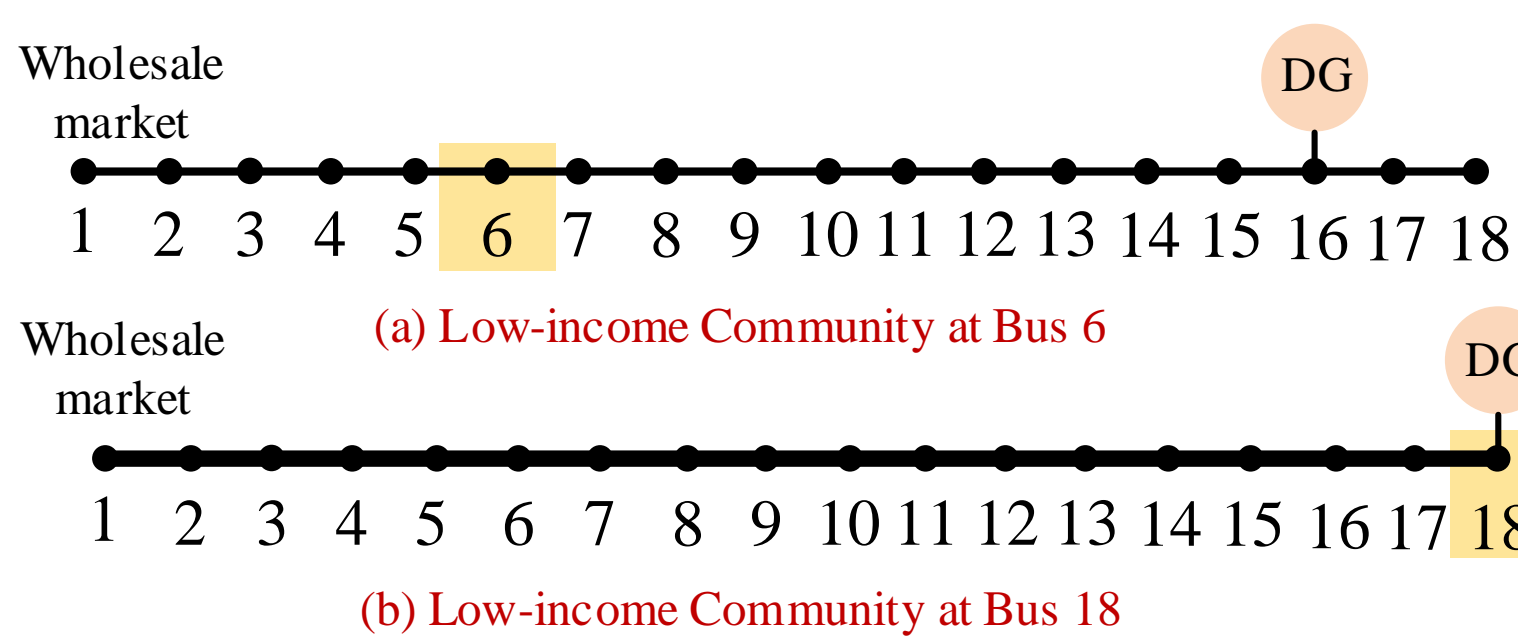 Wholesale
market
DG
1 2 3 4 5 6 7 8 9 10 11 12 13 14 15 16 17 18
(a) Low-income Community at Bus 6
Wholesale
market
1 2 3 4 5 6 7 8 9 10 11 12 13 14 15 16 17 18
(b) Low-income Community at Bus 18